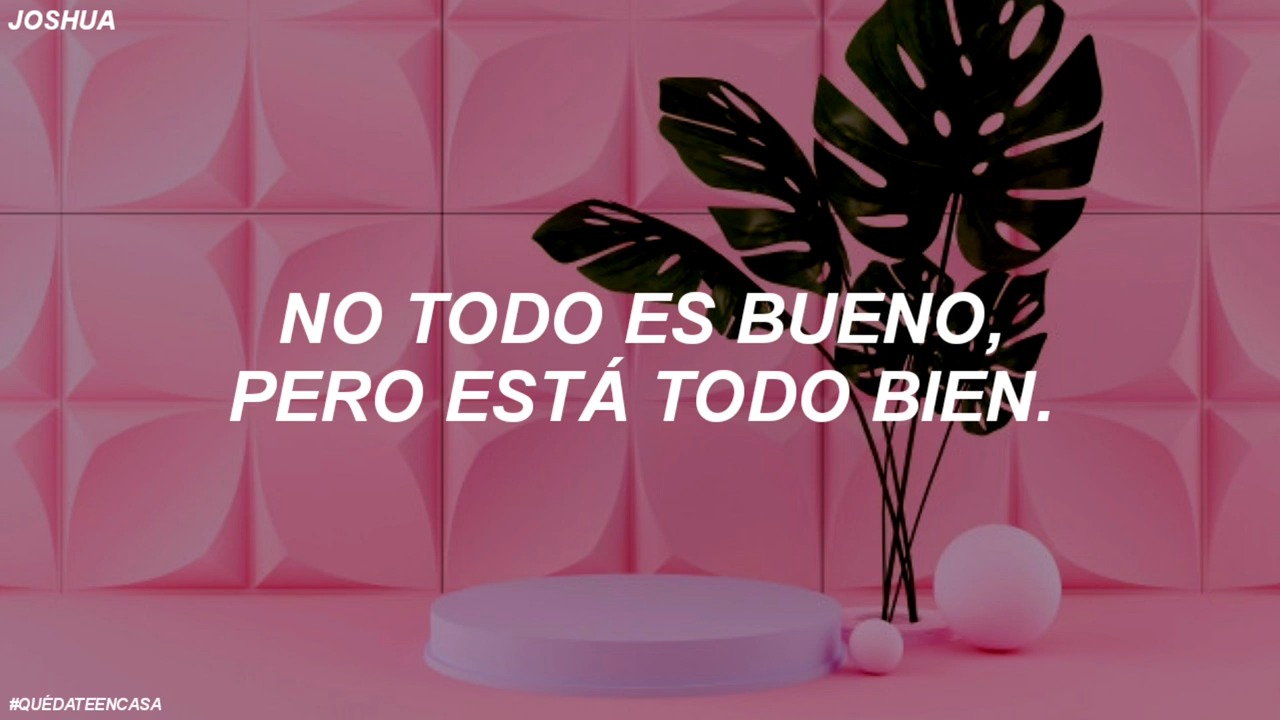 JOSHUA
NO TODO ES BUENO,
PERO ESTÁ TODO BIEN.
#QUÉDATEENCASA